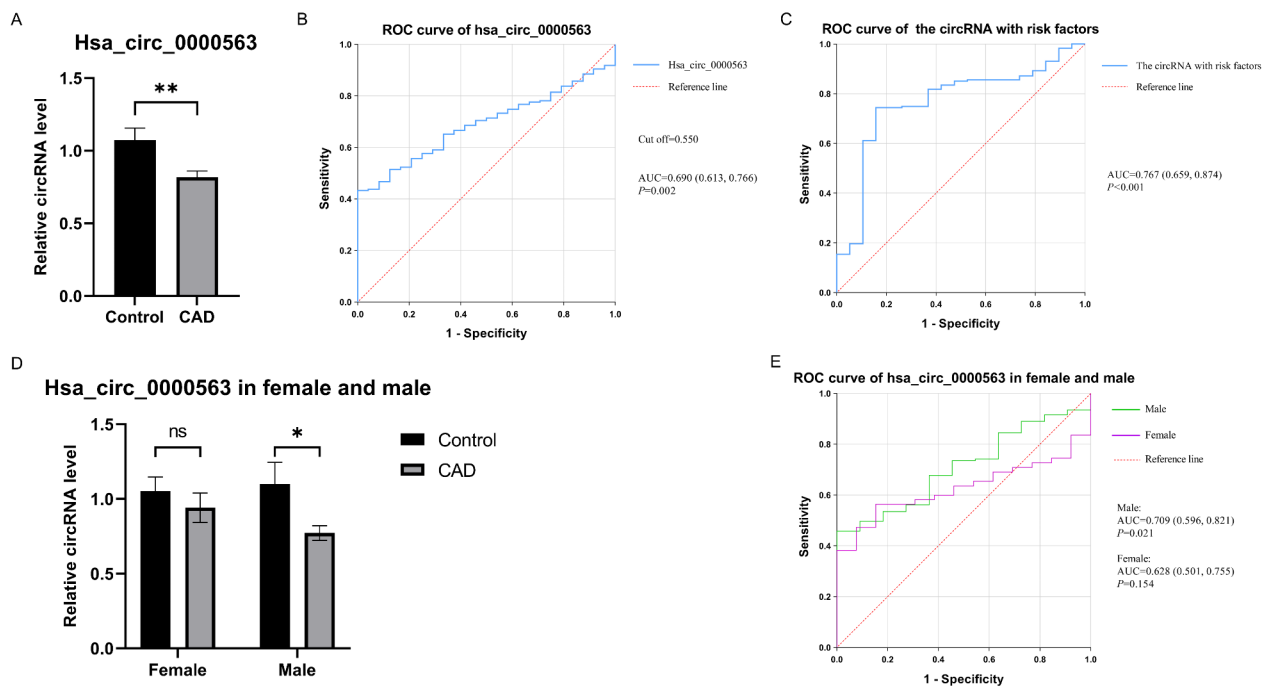 A
Hsa_circ_0000563
**
Relative circRNA level
1.5
1.0
0.5
0.0
Control
CAD
B
ROC curve of hsa_circ_0000563
Sensitivity
1.0
0.8
0.6
0.4
0.2
0.0
0.0
0.2
0.4
0.6
0.8
1.0
1 - Specificity
Hsa_circ_0000563
Reference line
Cut off=0.550
AUC=0.690 (0.613, 0.766)
P=0.002
C
ROC curve of the circRNA with risk factors
Sensitivity
1.0
0.8
0.6
0.4
0.2
0.0
0.0
0.2
0.4
0.6
0.8
1.0
1 - Specificity
The circRNA with risk factors
Reference line
AUC=0.767 (0.659, 0.874)
P<0.001
D
Hsa_circ_0000563 in female and male
Relative circRNA level
1.5
1.0
0.5
0.0
ns
*
Female
Male
Control
CAD
E
ROC curve of hsa_circ_0000563 in female and male
Sensitivity
1.0
0.8
0.6
0.4
0.2
0.0
0.0
0.2
0.4
0.6
0.8
1.0
1 - Specificity
Male
Female
Reference line
Male:
AUC=0.709 (0.596, 0.821)
P=0.021
Female:
AUC=0.628 (0.501, 0.755)
P=0.154